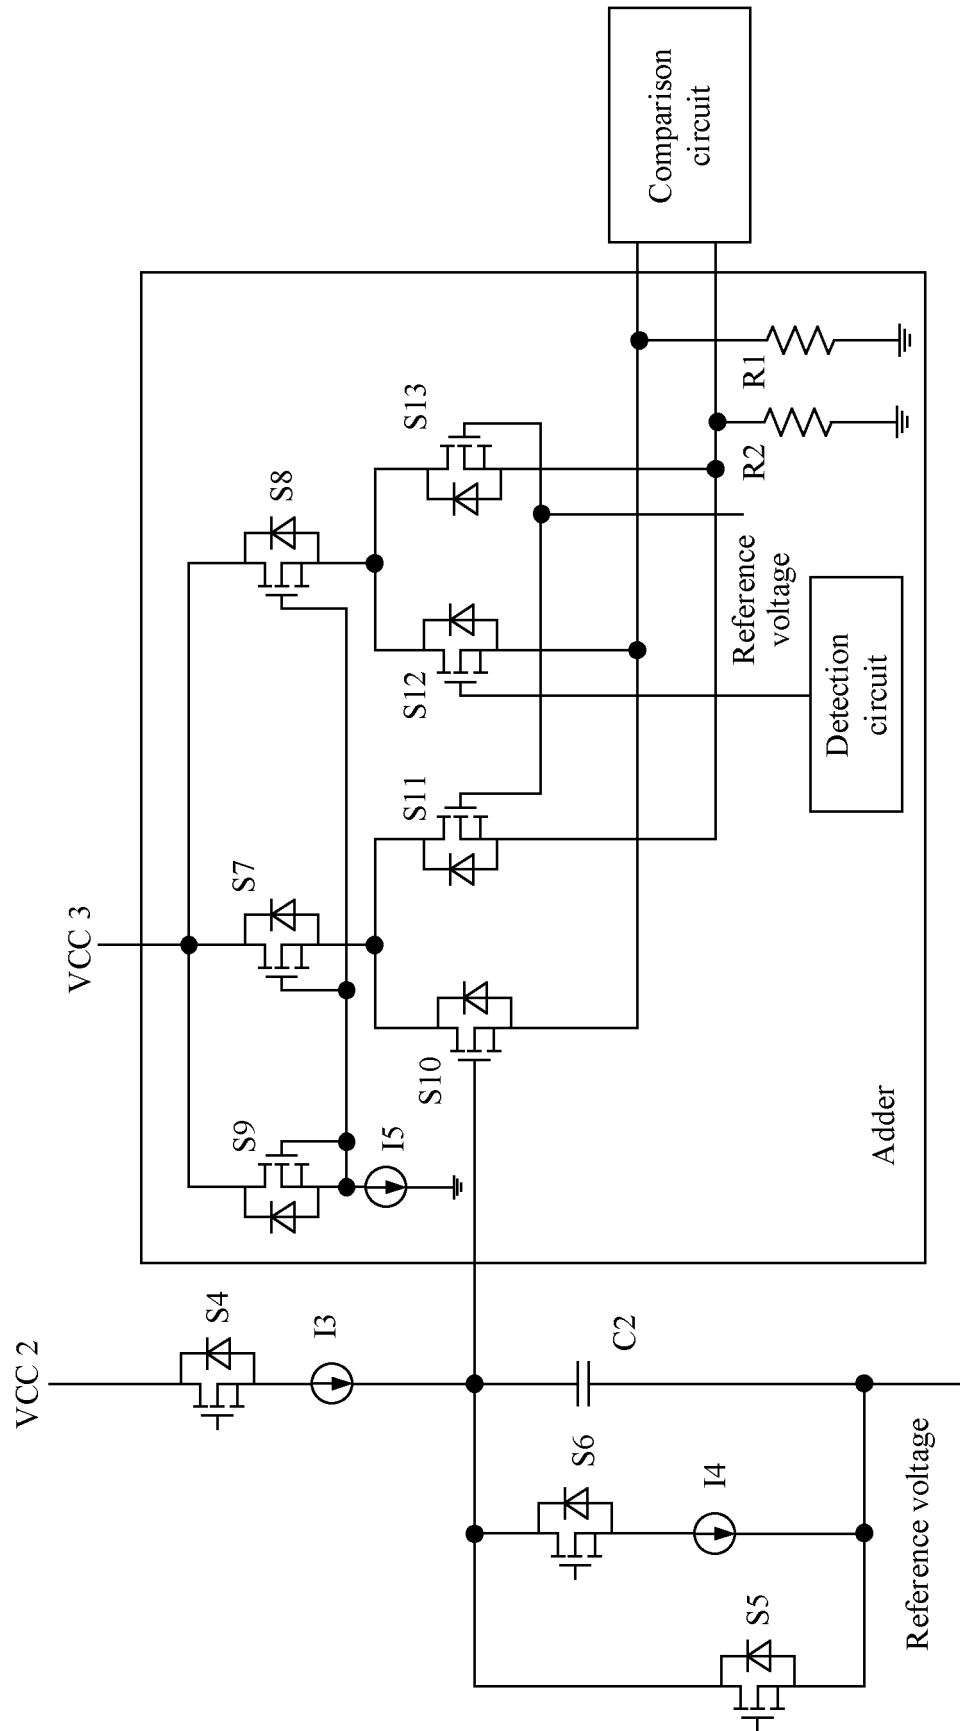 VCC 2
S4
I3
C2
S6
I4
S5
Reference voltage
VCC 3
S9
I5
S7
S8
S10
S11
S12
S13
Reference
voltage
Detection
circuit
R1
R2
Adder
Comparison
circuit